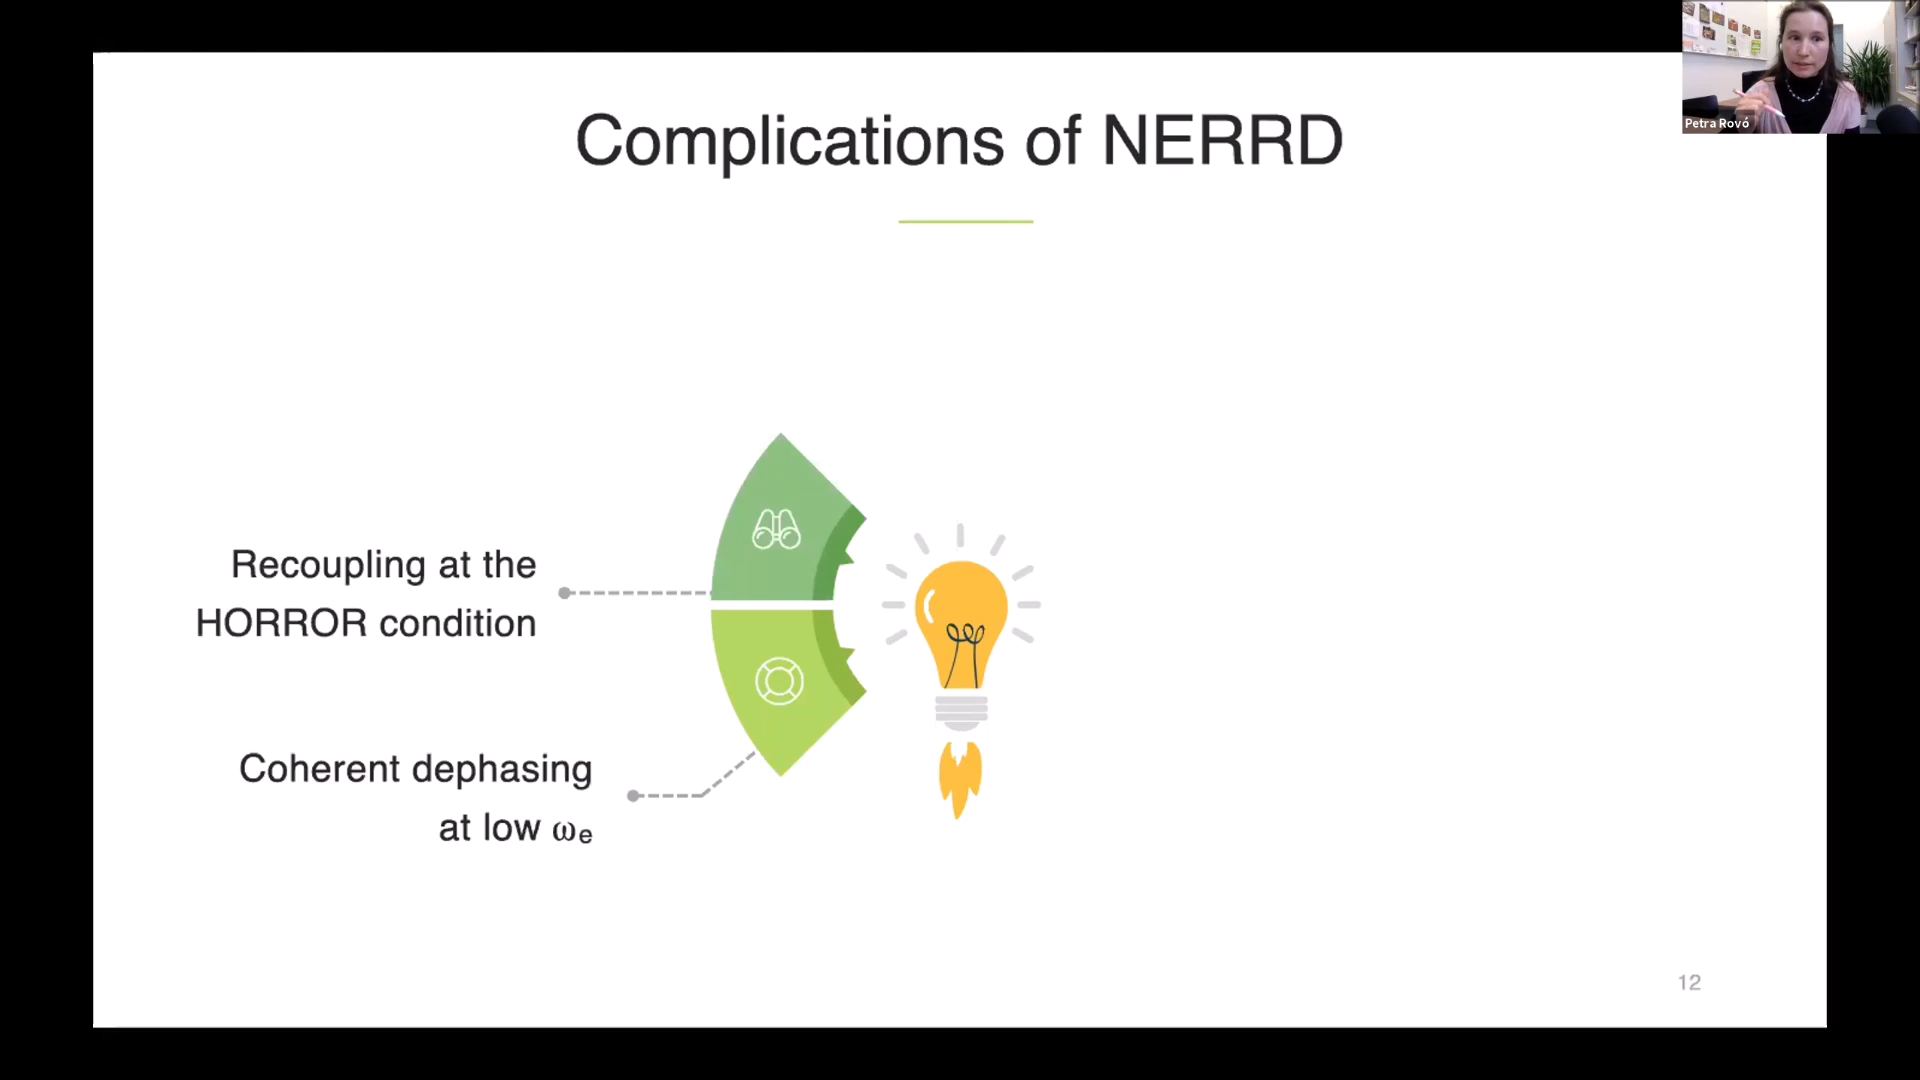 Complications of NERRD
Petra Rovó
Recoupling at the
HORROR condition
Coherent dephasing
at low ωₑ
12